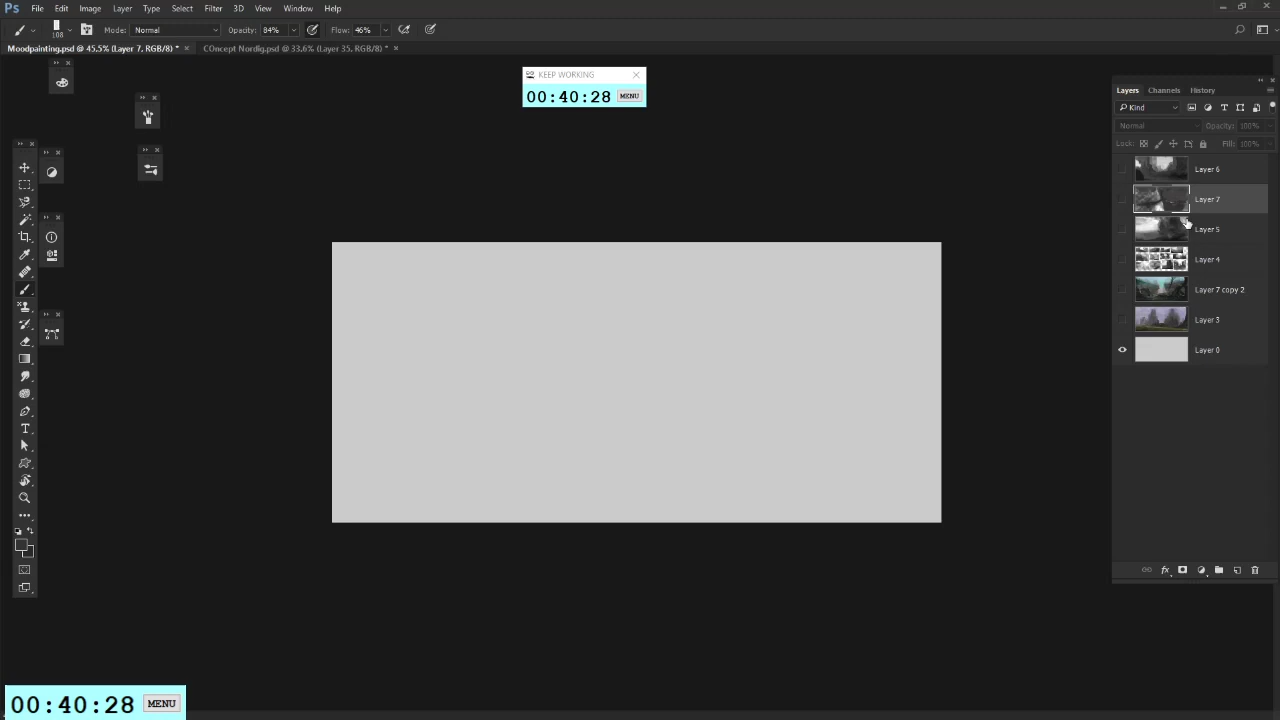 Ps File Edit Image Layer Type Select Filter 3D View Window Help
108 Mode: Normal Opacity: 84% Flow: 46%
Moodpainting.psd @ 45,5% (Layer 7, RGB/8) * × COncept Nordig.psd @ 33,6% (Layer 35, RGB/8) * ×
KEEP WORKING
00:40:28 MENU
Layers Channels History
Kind
Normal Opacity: 100%
Lock: Fill: 100%
Layer 6
Layer 7
Layer 5
Layer 4
Layer 7 copy 2
Layer 3
Layer 0
fx
00:40:28 MENU